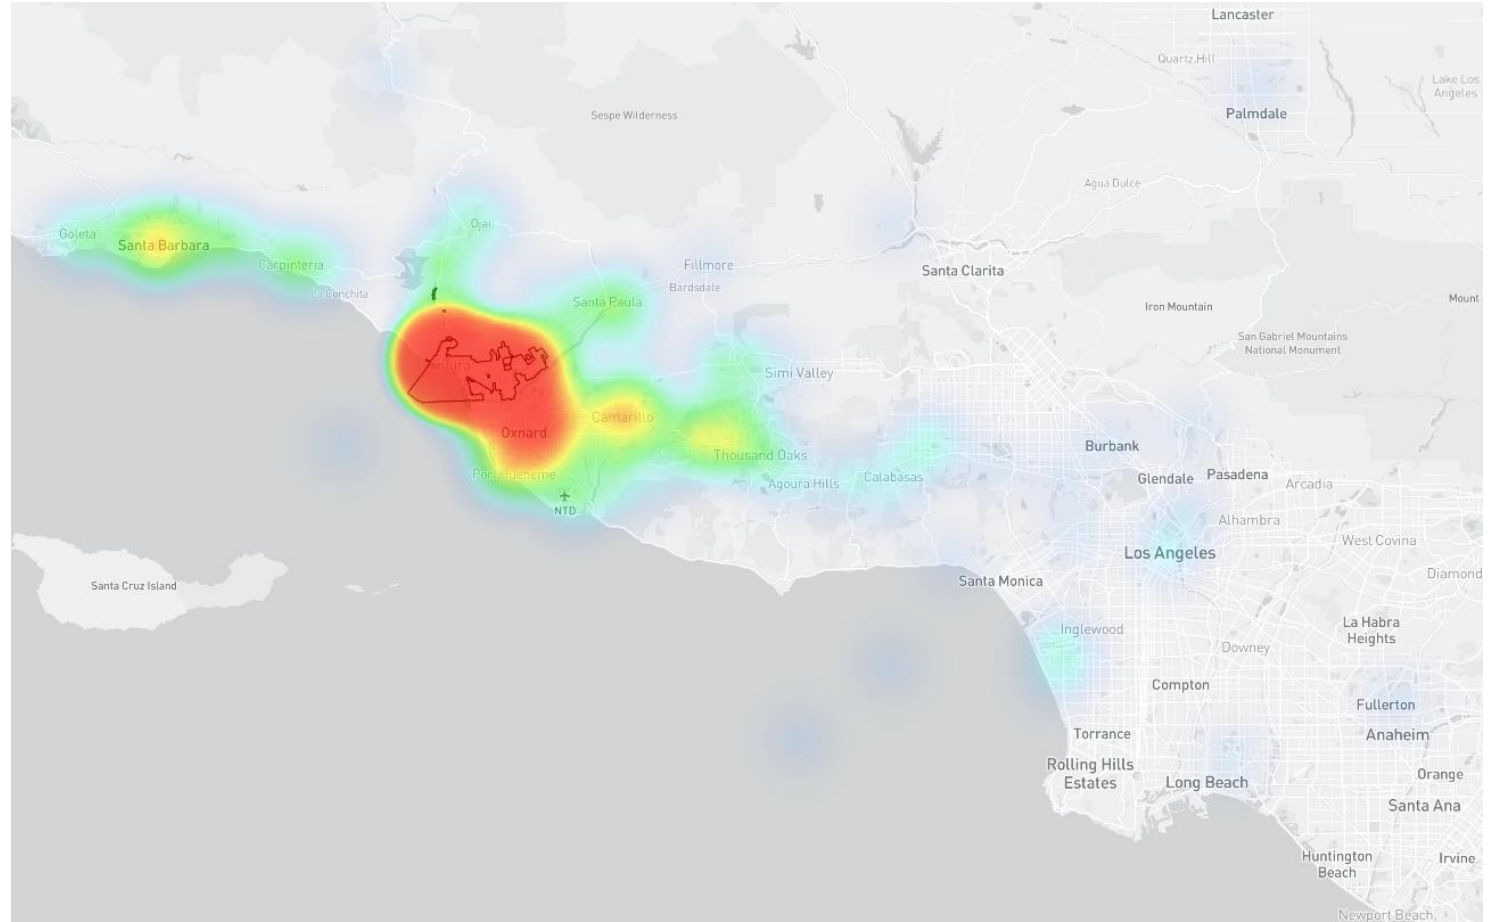 Lancaster
Quartz Hill
Lake Los
Angeles
Palmdale
Sespe Wilderness
Agua Dulce
Ojai
Goleta
Santa Barbara
Carpinteria
La Conchita
Fillmore
Bardsdale
Santa Clarita
Santa Paula
Iron Mountain
Mount
San Gabriel Mountains
National Monument
Ventura
Simi Valley
Camarillo
Oxnard
Thousand Oaks
Burbank
Port Hueneme
Agoura Hills
Calabasas
Glendale
Pasadena
Arcadia
NTD
Alhambra
West Covina
Los Angeles
Diamond
Santa Cruz Island
Santa Monica
Inglewood
La Habra
Heights
Downey
Compton
Fullerton
Anaheim
Torrance
Rolling Hills
Estates
Long Beach
Orange
Santa Ana
Huntington
Beach
Irvine
Newport Beach